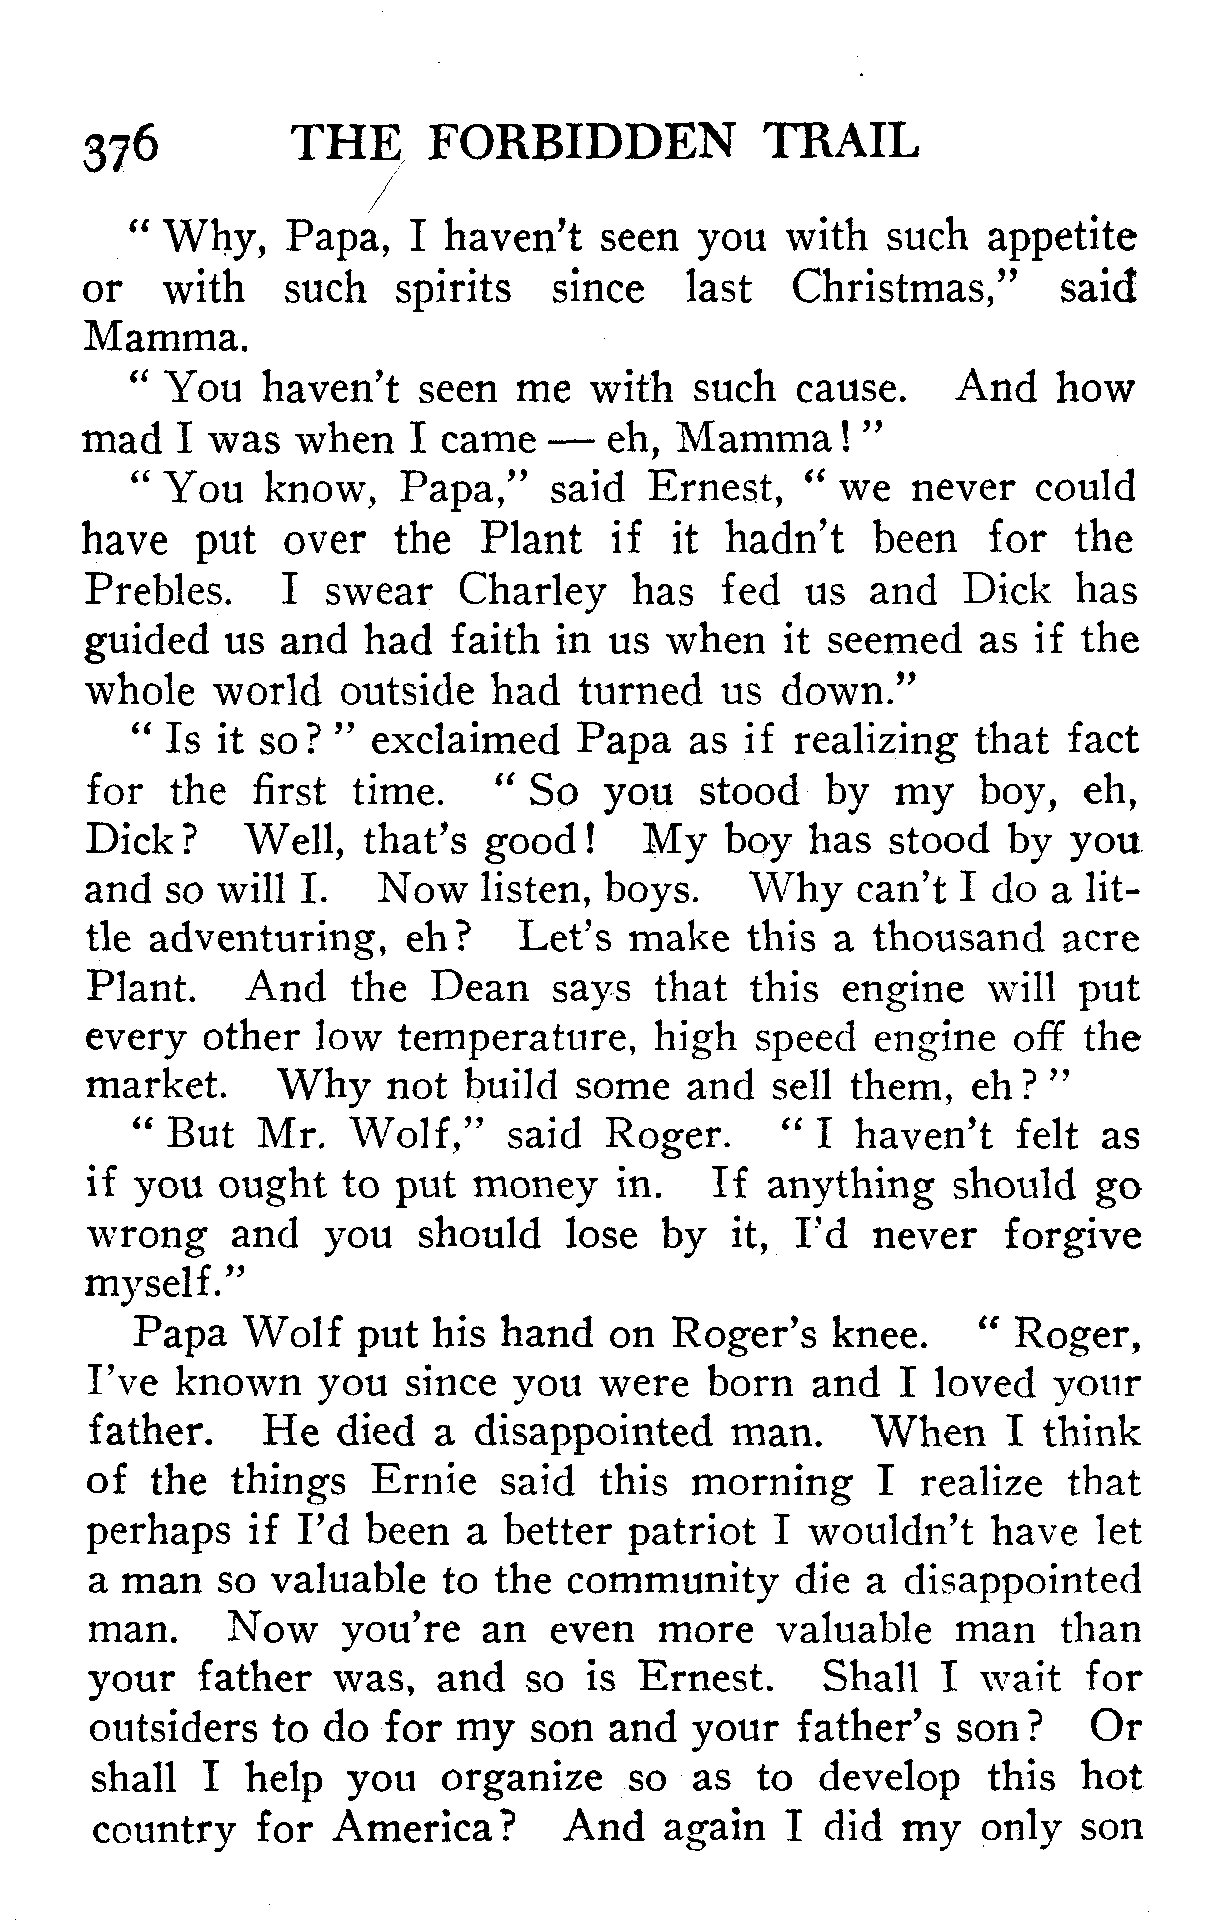 376 THE FORBIDDEN TRAIL
" Why, Papa, I haven't seen you with such appetite
or with such spirits since last Christmas," said
Mamma.
" You haven't seen me with such cause. And how
mad I was when I came — eh, Mamma! "
" You know, Papa," said Ernest, " we never could
have put over the Plant if it hadn't been for the
Prebles. I swear Charley has fed us and Dick has
guided us and had faith in us when it seemed as if the
whole world outside had turned us down."
" Is it so? " exclaimed Papa as if realizing that fact
for the first time. " So you stood by my boy, eh,
Dick? Well, that's good! My boy has stood by you
and so will I. Now listen, boys. Why can't I do a lit-
tle adventuring, eh? Let's make this a thousand acre
Plant. And the Dean says that this engine will put
every other low temperature, high speed engine off the
market. Why not build some and sell them, eh? "
" But Mr. Wolf," said Roger. " I haven't felt as
if you ought to put money in. If anything should go
wrong and you should lose by it, I'd never forgive
myself."
Papa Wolf put his hand on Roger's knee. " Roger,
I've known you since you were born and I loved your
father. He died a disappointed man. When I think
of the things Ernie said this morning I realize that
perhaps if I'd been a better patriot I wouldn't have let
a man so valuable to the community die a disappointed
man. Now you're an even more valuable man than
your father was, and so is Ernest. Shall I wait for
outsiders to do for my son and your father's son? Or
shall I help you organize so as to develop this hot
country for America? And again I did my only son